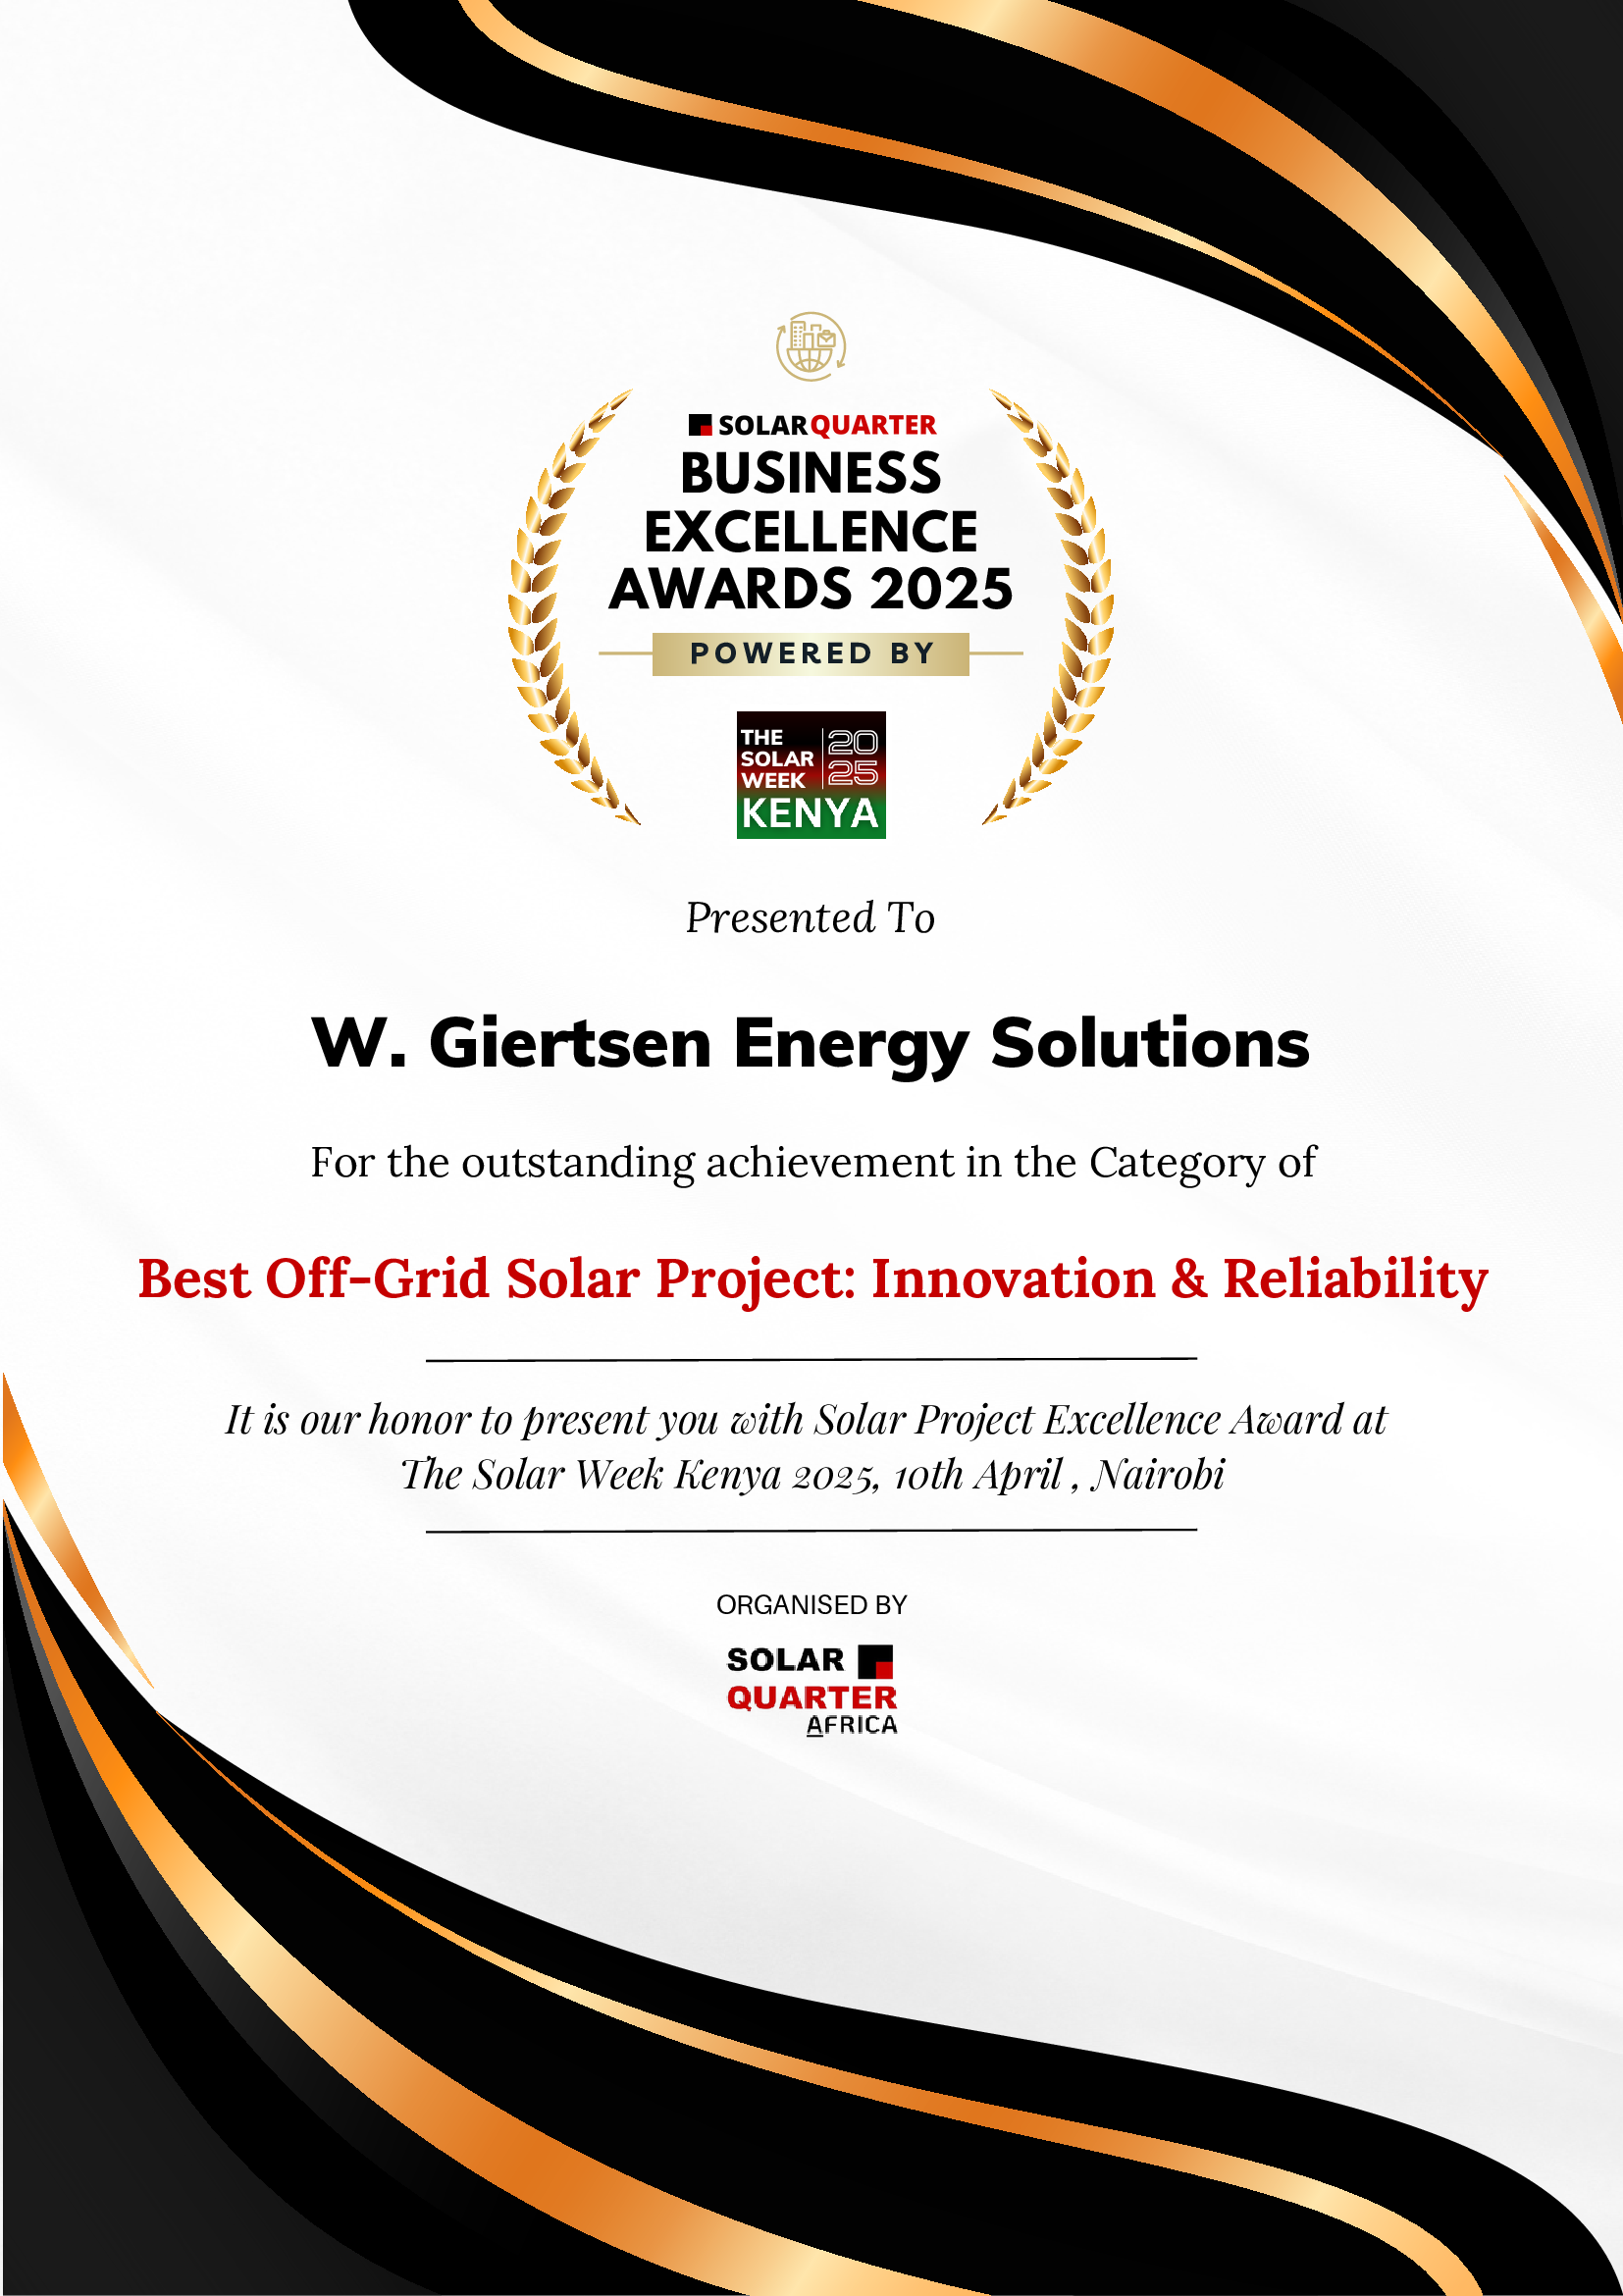 SOLARQUARTER
BUSINESS
EXCELLENCE
AWARDS 2025
POWERED BY
THE
SOLAR
WEEK
20
25
KENYA
Presented To
W. Giertsen Energy Solutions
For the outstanding achievement in the Category of
Best Off-Grid Solar Project: Innovation & Reliability
It is our honor to present you with Solar Project Excellence Award at
The Solar Week Kenya 2025, 10th April , Nairobi
ORGANISED BY
SOLAR
QUARTER
AFRICA